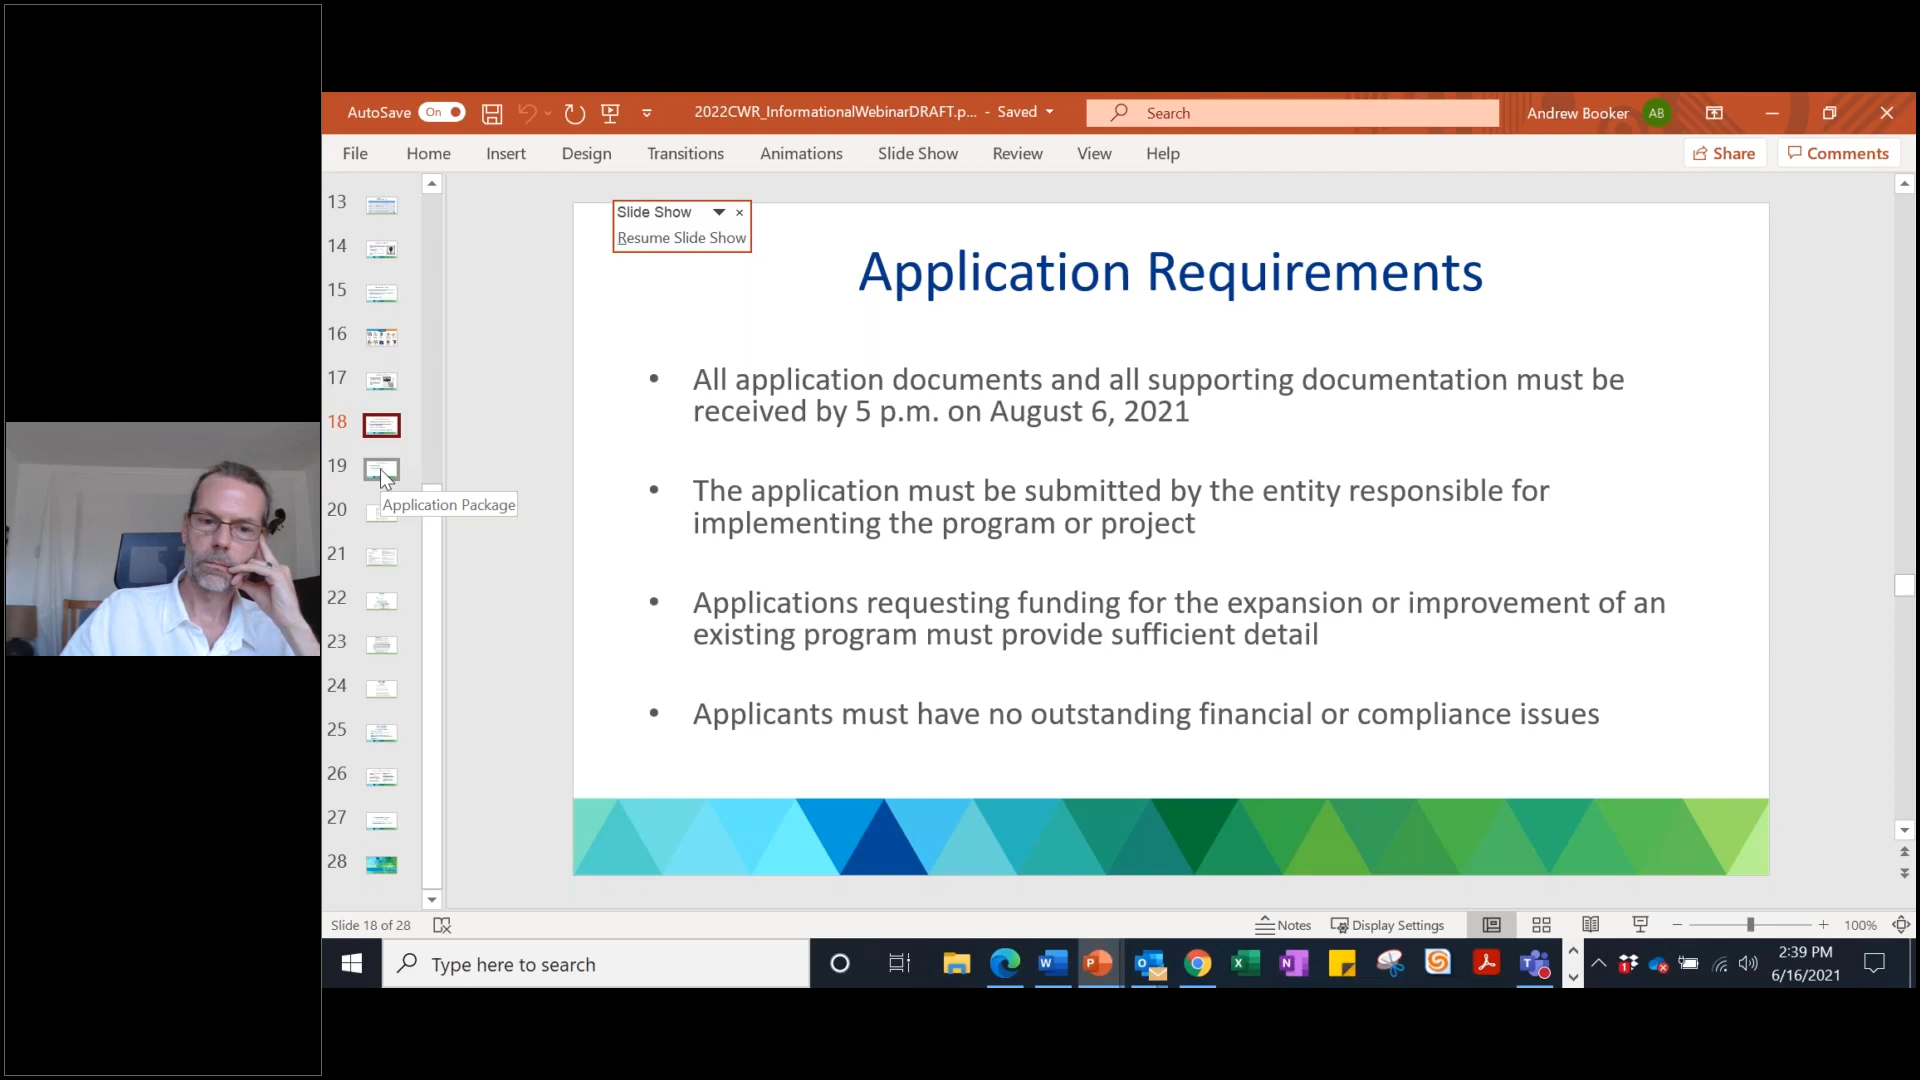 AutoSave On 2022CWR_InformationalWebinarDRAFT.p... - Saved Search Andrew Booker AB
File Home Insert Design Transitions Animations Slide Show Review View Help Share Comments
13
14
15
16
17
18
19
20
21
22
23
24
25
26
27
28
Application Package
Slide Show
Resume Slide Show
Application Requirements
• All application documents and all supporting documentation must be
received by 5 p.m. on August 6, 2021
• The application must be submitted by the entity responsible for
implementing the program or project
• Applications requesting funding for the expansion or improvement of an
existing program must provide sufficient detail
• Applicants must have no outstanding financial or compliance issues
Slide 18 of 28 Notes Display Settings 100%
Type here to search
2:39 PM
6/16/2021